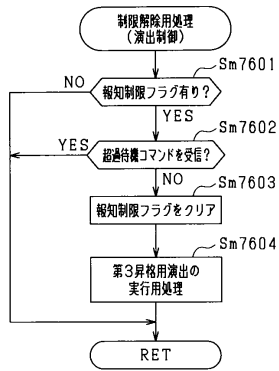 制限解除用処理
(演出制御)
Sm7601
NO
報知制限フラグ有り?
YES
Sm7602
YES
超過待機コマンドを受信?
NO
Sm7603
報知制限フラグをクリア
Sm7604
第3昇格用演出の
実行用処理
RET